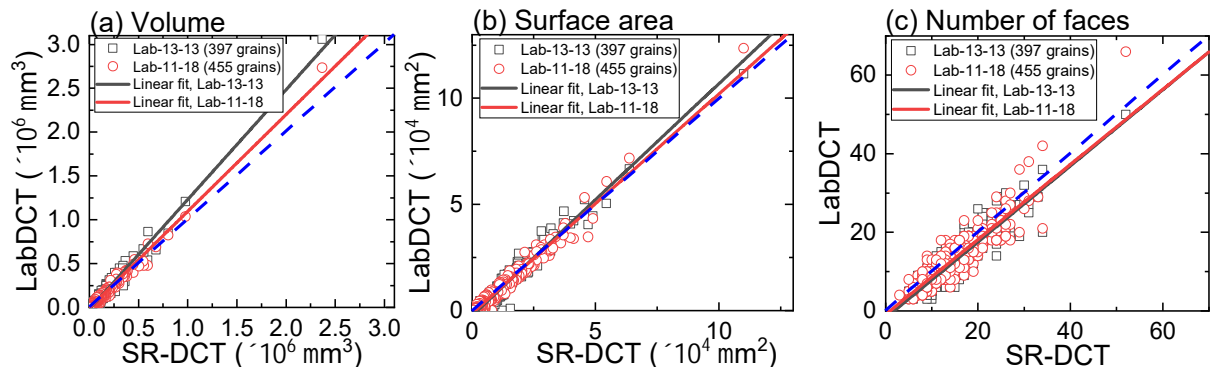 (a) Volume
Lab-13-13 (397 grains)
Lab-11-18 (455 grains)
Linear fit, Lab-13-13
Linear fit, Lab-11-18
LabDCT (´10⁶ mm³)
3.0
2.5
2.0
1.5
1.0
0.5
0.0
0.0 0.5 1.0 1.5 2.0 2.5 3.0
SR-DCT (´10⁶ mm³)
(b) Surface area
Lab-13-13 (397 grains)
Lab-11-18 (455 grains)
Linear fit, Lab-13-13
Linear fit, Lab-11-18
LabDCT (´10⁴ mm²)
10
5
0
0 5 10
SR-DCT (´10⁴ mm²)
(c) Number of faces
Lab-13-13 (397 grains)
Lab-11-18 (455 grains)
Linear fit, Lab-13-13
Linear fit, Lab-11-18
LabDCT
60
40
20
0
0 20 40 60
SR-DCT